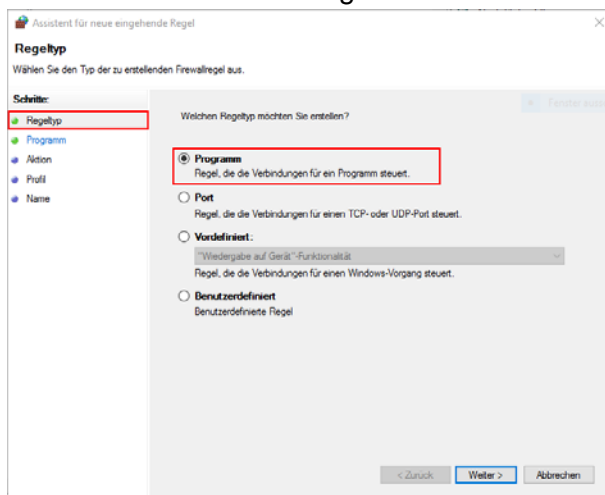 Assistent für neue eingehende Regel
Regeltyp
Wählen Sie den Typ der zu erstellenden Firewallregel aus.
Schritte:
Regeltyp
Programm
Aktion
Profil
Name
Welchen Regeltyp möchten Sie erstellen?
Programm
Regel, die die Verbindungen für ein Programm steuert.
Port
Regel, die die Verbindungen für einen TCP- oder UDP-Port steuert.
Vordefiniert:
"Wiedergabe auf Gerät"-Funktionalität
Regel, die die Verbindungen für einen Windows-Vorgang steuert.
Benutzerdefiniert
Benutzerdefinierte Regel
< Zurück
Weiter >
Abbrechen